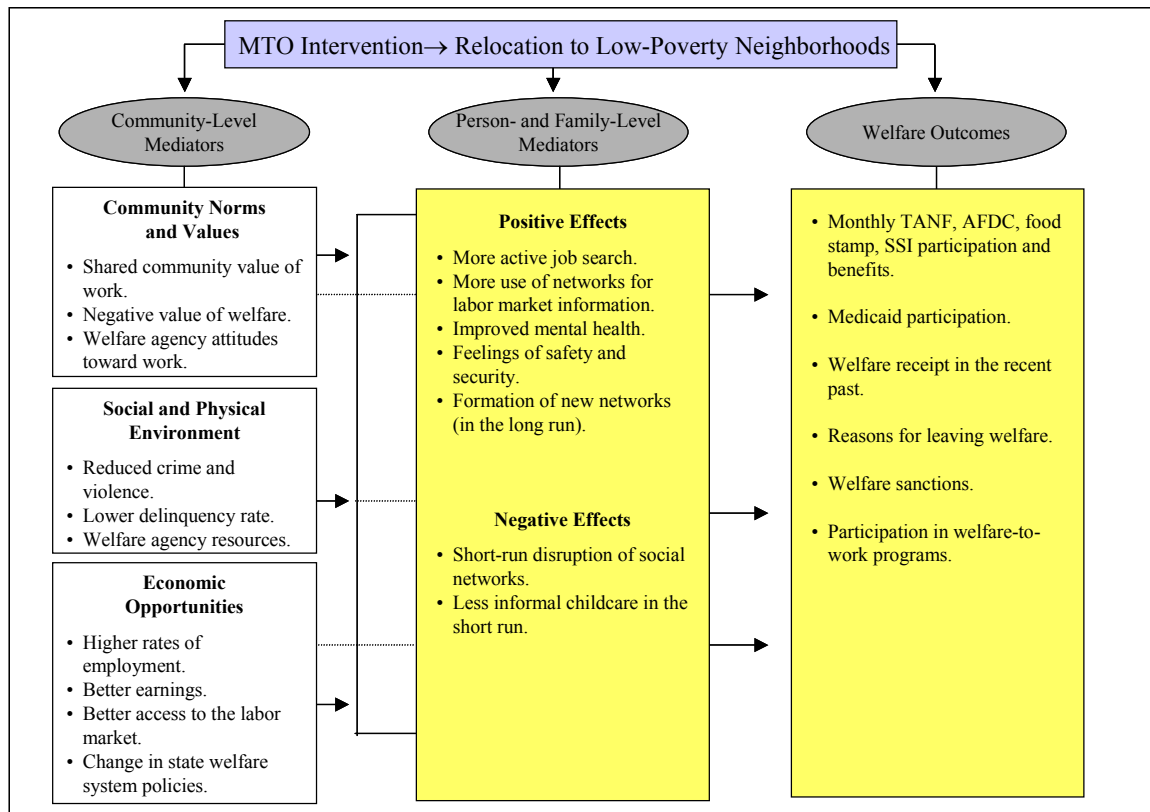 MTO Intervention→ Relocation to Low-Poverty Neighborhoods
Community-Level
Mediators
Person- and Family-Level
Mediators
Welfare Outcomes
Community Norms
and Values
• Shared community value of
work.
• Negative value of welfare.
• Welfare agency attitudes
toward work.
Social and Physical
Environment
• Reduced crime and
violence.
• Lower delinquency rate.
• Welfare agency resources.
Economic
Opportunities
• Higher rates of
employment.
• Better earnings.
• Better access to the labor
market.
• Change in state welfare
system policies.
Positive Effects
• More active job search.
• More use of networks for
labor market information.
• Improved mental health.
• Feelings of safety and
security.
• Formation of new networks
(in the long run).
Negative Effects
• Short-run disruption of social
networks.
• Less informal childcare in the
short run.
• Monthly TANF, AFDC, food
stamp, SSI participation and
benefits.
• Medicaid participation.
• Welfare receipt in the recent
past.
• Reasons for leaving welfare.
• Welfare sanctions.
• Participation in welfare-to-
work programs.